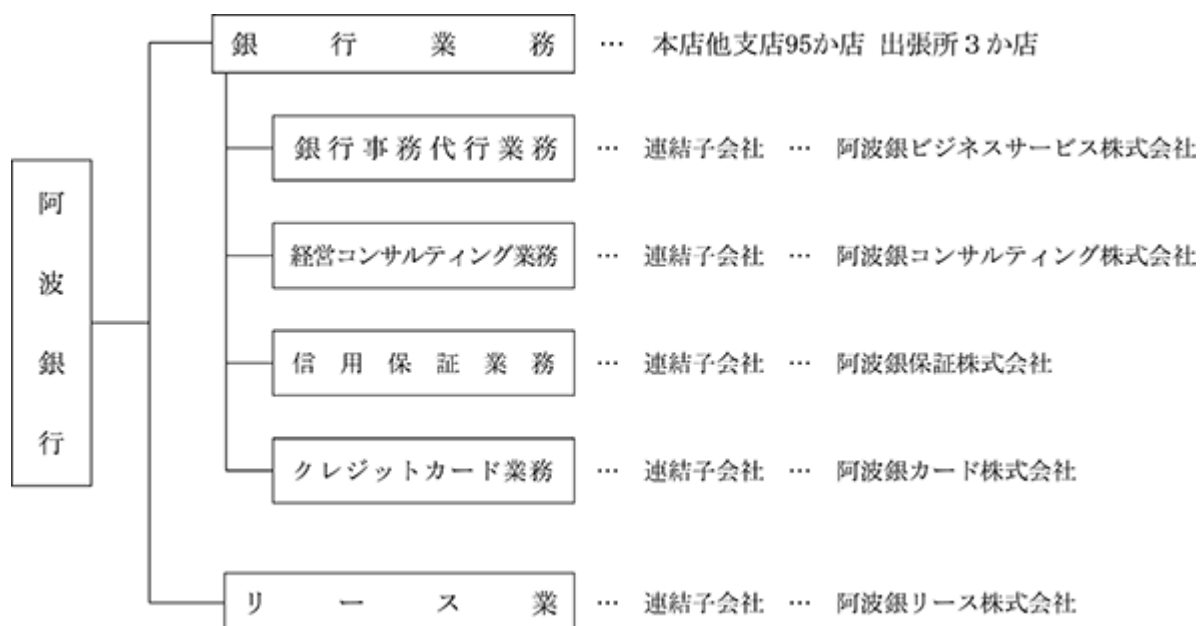 銀行業務 … 本店他支店95か店 出張所3か店
銀行事務代行業務 … 連結子会社 … 阿波銀ビジネスサービス株式会社
阿波銀行
経営コンサルティング業務 … 連結子会社 … 阿波銀コンサルティング株式会社
信用保証業務 … 連結子会社 … 阿波銀保証株式会社
クレジットカード業務 … 連結子会社 … 阿波銀カード株式会社
リース業 … 連結子会社 … 阿波銀リース株式会社